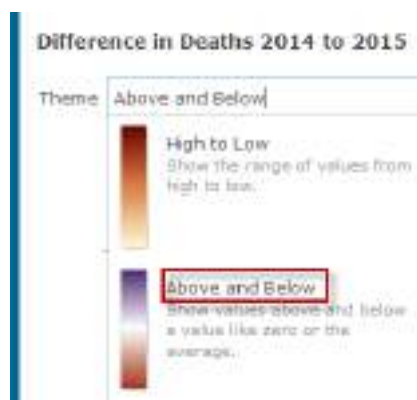 Difference in Deaths 2014 to 2015
Theme Above and Below
High to Low
Show the range of values from
high to low.
Above and Below
Show values above and below
a value like zero or the
average.